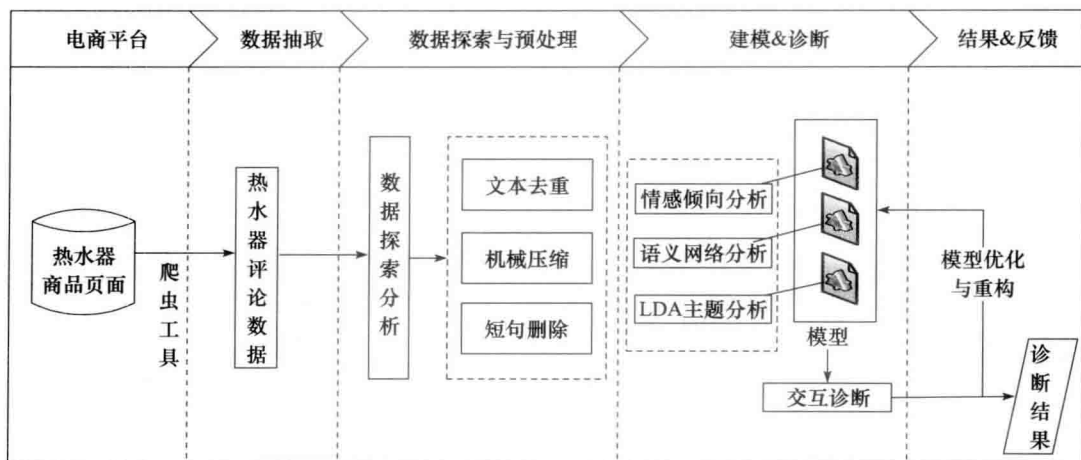 电商平台
数据抽取
数据探索与预处理
建模&诊断
结果&反馈
热水器
商品页面
爬虫工具
热水器评论数据
数据探索分析
文本去重
机械压缩
短句删除
情感倾向分析
语义网络分析
LDA主题分析
模型
交互诊断
模型优化
与重构
诊断结果